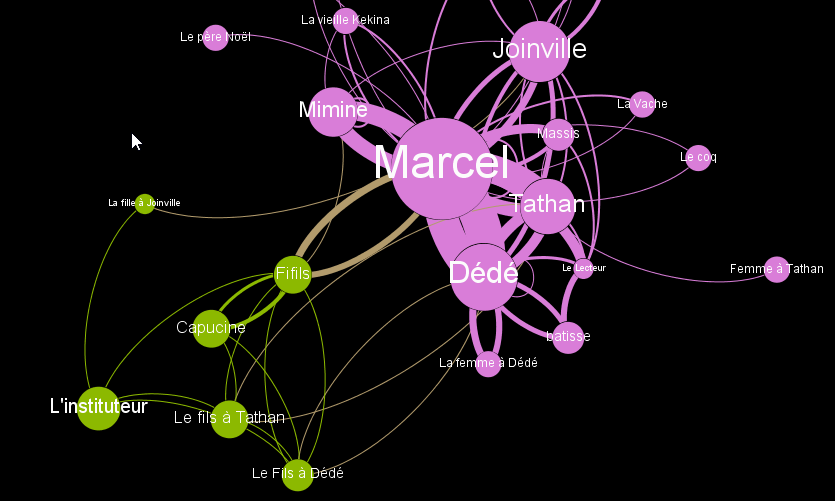 La vieille Kekina
Le père Noël
Joinville
La Vache
Mimine
Massis
Marcel
Le coq
La fille à Joinville
Tathan
Fifils
Dédé
Le Lecteur
Femme à Tathan
Capucine
batisse
La femme à Dédé
L'instituteur
Le fils à Tathan
Le Fils à Dédé